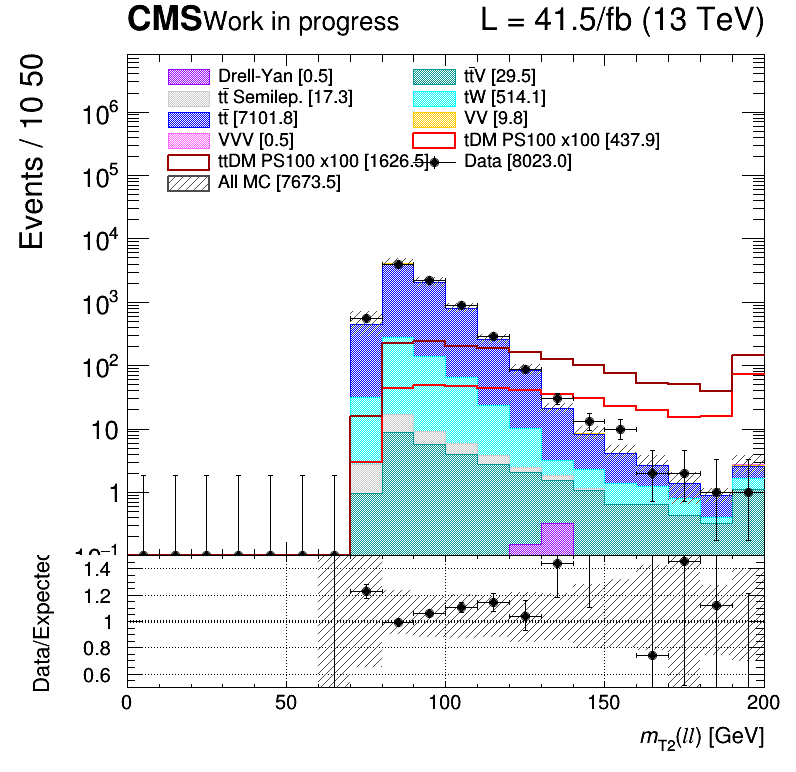 CMS Work in progress L = 41.5/fb (13 TeV)
Events / 10 50
Drell-Yan [0.5] tt̄V [29.5]
tt̄ Semilep. [17.3] tW [514.1]
tt̄ [7101.8] VV [9.8]
VVV [0.5] tDM PS100 x100 [437.9]
ttDM PS100 x100 [1626.5] Data [8023.0]
All MC [7673.5]
10⁶
10⁵
10⁴
10³
10²
10
1
10⁻¹
Data/Expected
1.4
1.2
1
0.8
0.6
0 50 100 150 200
m_T2(ll) [GeV]